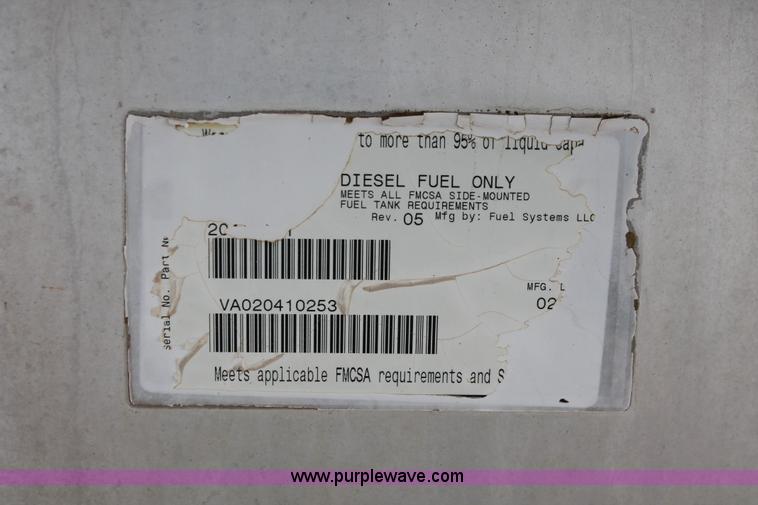 to more than 95% of liquid
DIESEL FUEL ONLY
MEETS ALL FMCSA SIDE-MOUNTED
FUEL TANK REQUIREMENTS
Rev. 05 Mfg by: Fuel Systems LLC
Serial No. Part
VA020410253
MFG.
02
Meets applicable FMCSA requirements and
www.purplewave.com